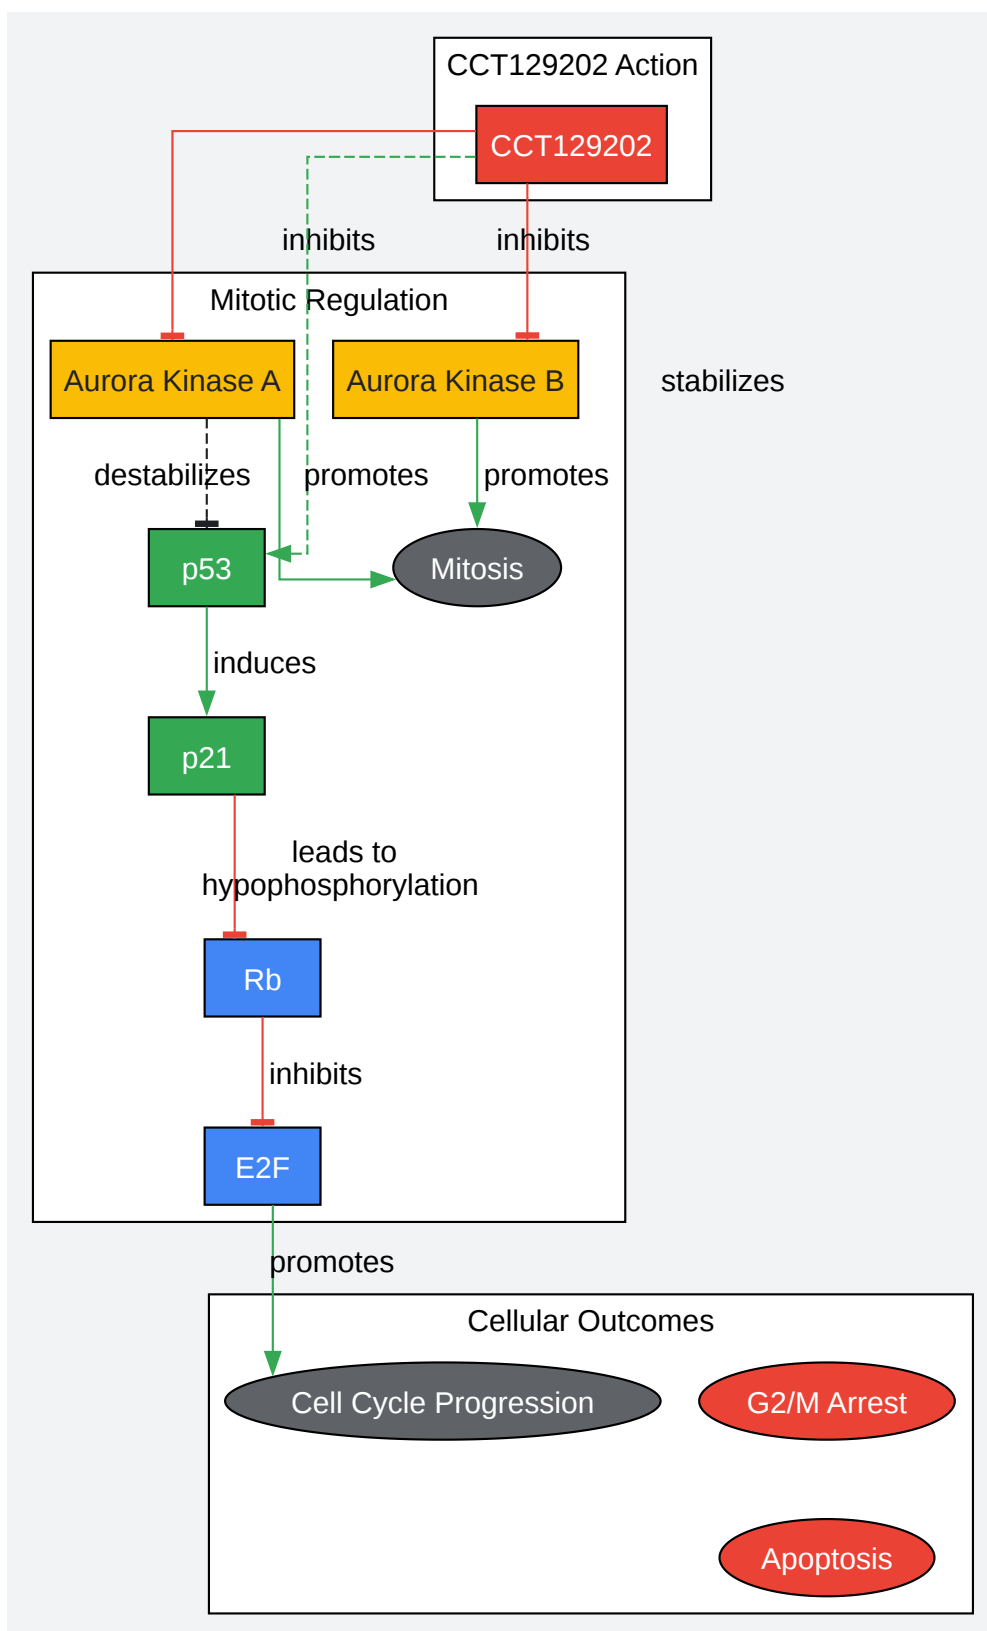 CCT129202 Action
CCT129202
inhibits
inhibits
Mitotic Regulation
Aurora Kinase A
Aurora Kinase B
stabilizes
destabilizes
promotes
promotes
p53
Mitosis
induces
p21
leads to
hypophosphorylation
Rb
inhibits
E2F
promotes
Cellular Outcomes
Cell Cycle Progression
G2/M Arrest
Apoptosis